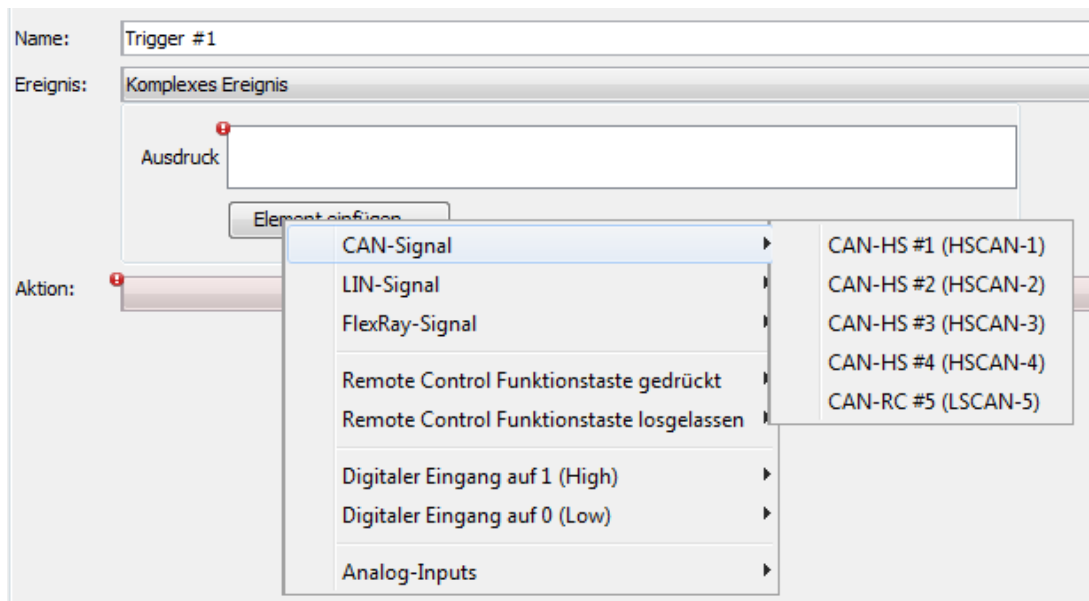 Name: Trigger #1
Ereignis: Komplexes Ereignis
Ausdruck
Element einfügen
CAN-Signal
LIN-Signal
FlexRay-Signal
Remote Control Funktionstaste gedrückt
Remote Control Funktionstaste losgelassen
Digitaler Eingang auf 1 (High)
Digitaler Eingang auf 0 (Low)
Analog-Inputs
CAN-HS #1 (HSCAN-1)
CAN-HS #2 (HSCAN-2)
CAN-HS #3 (HSCAN-3)
CAN-HS #4 (HSCAN-4)
CAN-RC #5 (LSCAN-5)
Aktion: